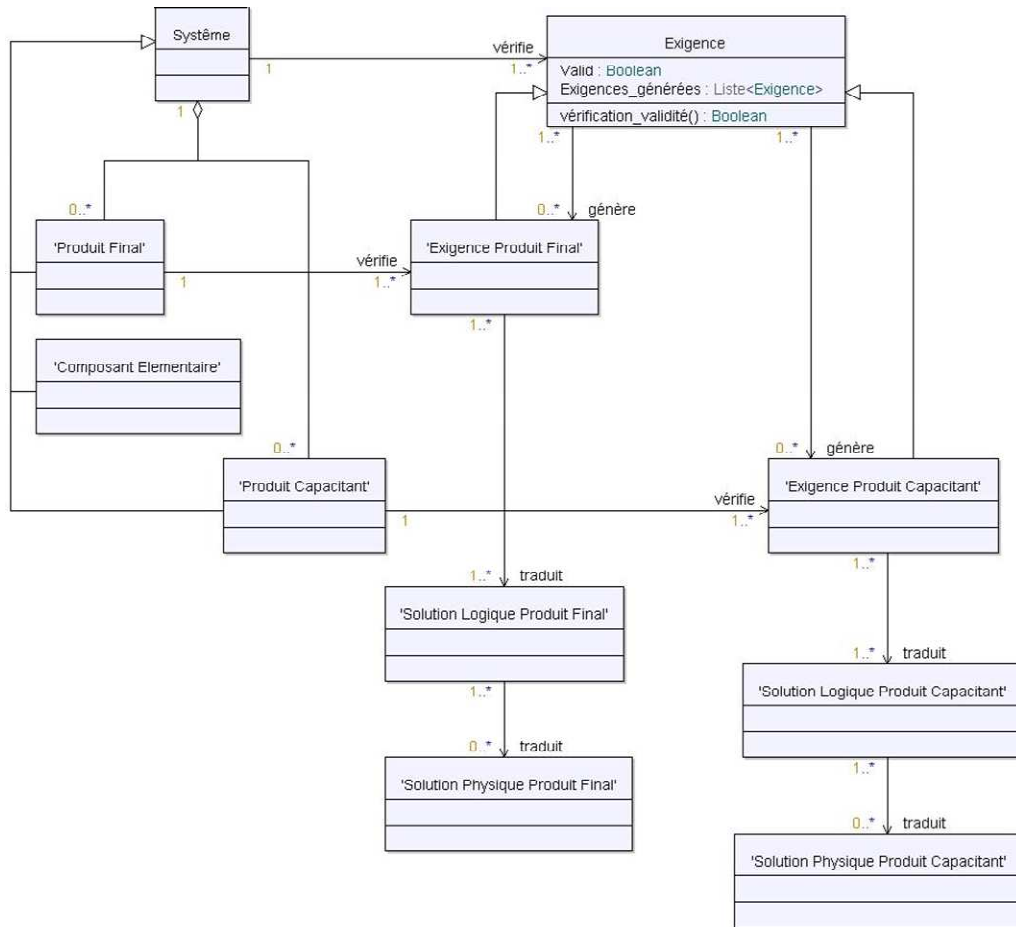 Système
Exigence
vérifie
1
1..*
Valid : Boolean
Exigences_générées : Liste<Exigence>
vérification_validité() : Boolean
1
1..*
1..*
0..*
0..*
génère
'Produit Final'
'Exigence Produit Final'
vérifie
1
1..*
1..*
'Composant Elementaire'
0..*
0..*
génère
'Produit Capacitant'
'Exigence Produit Capacitant'
vérifie
1
1..*
1..*
1..*
traduit
'Solution Logique Produit Final'
1..*
traduit
'Solution Logique Produit Capacitant'
1..*
0..*
traduit
'Solution Physique Produit Final'
1..*
0..*
traduit
'Solution Physique Produit Capacitant'